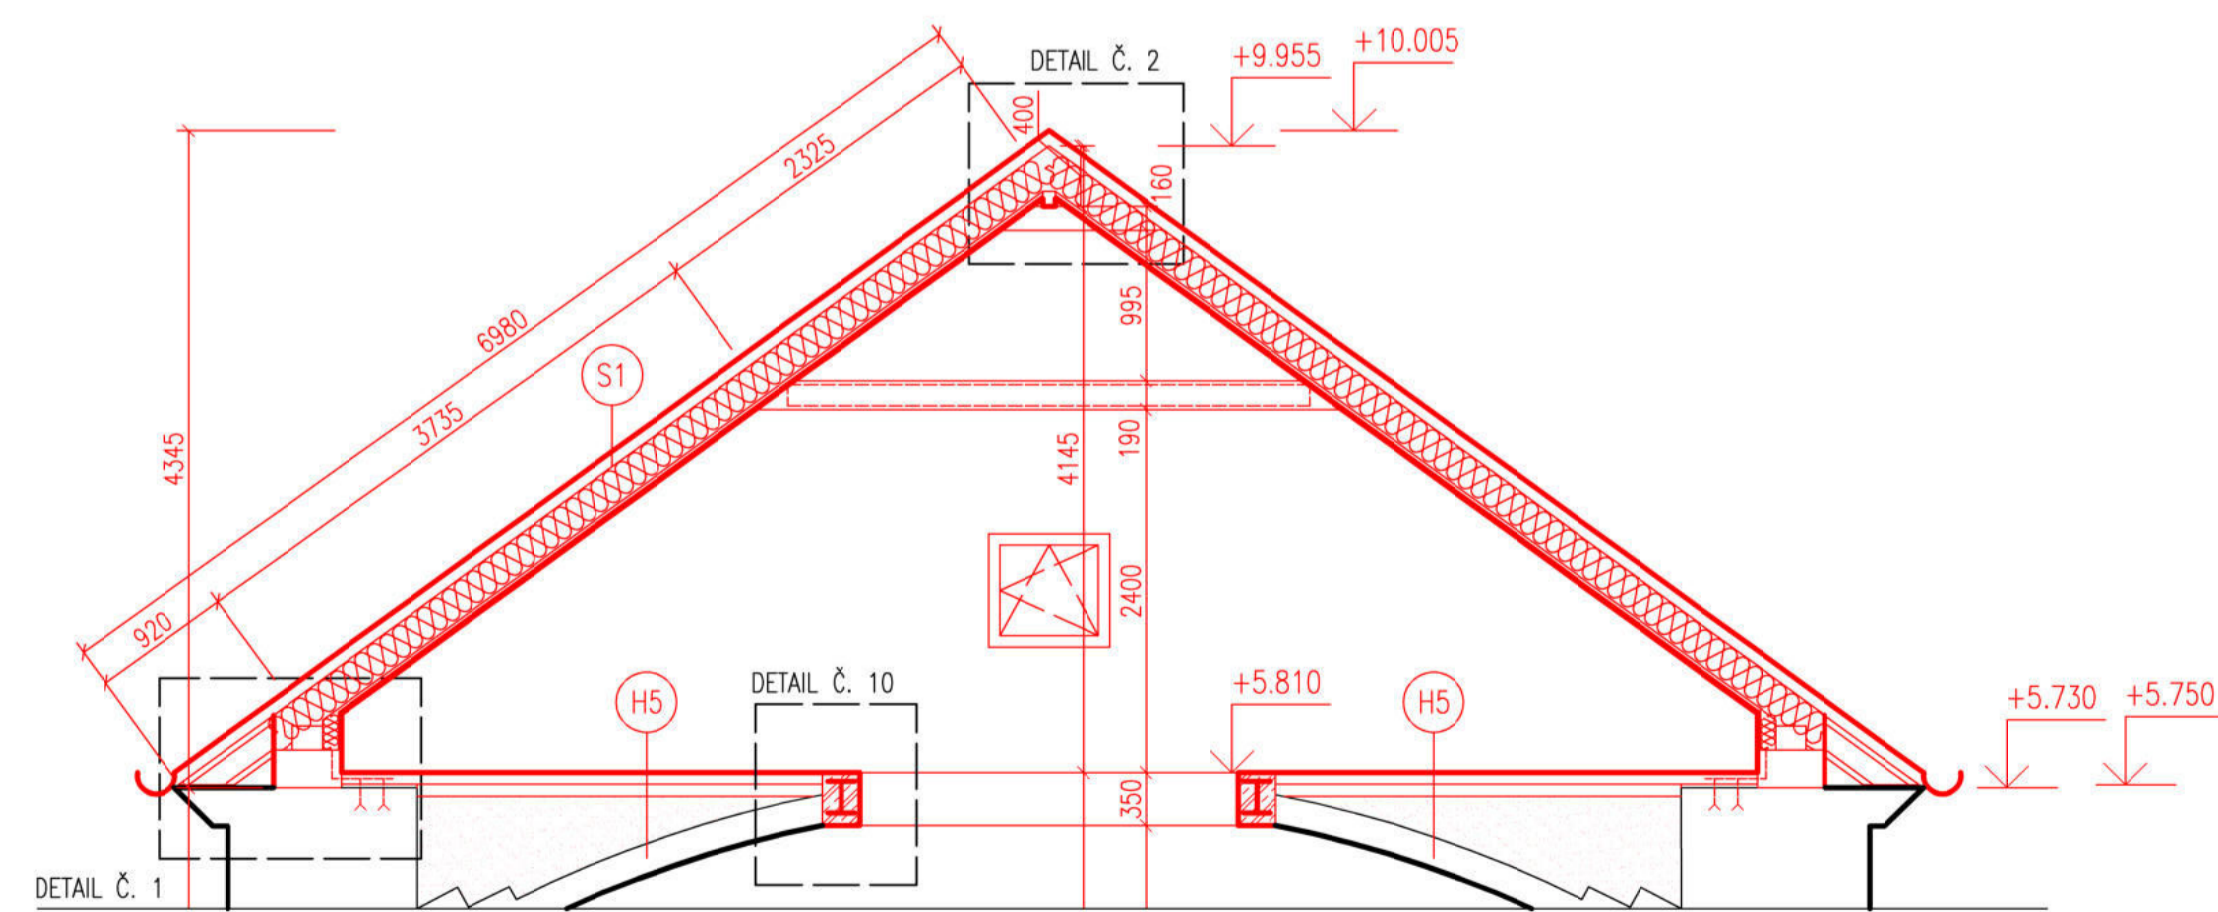 DETAIL Č. 2
+9.955
+10.005
400
2325
160
6980
995
S1
3735
4345
4145
190
2400
920
DETAIL Č. 10
H5
+5.810
H5
+5.730
+5.750
350
DETAIL Č. 1